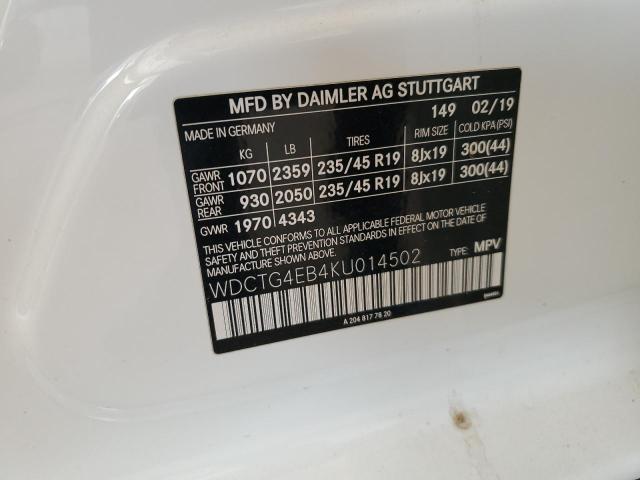 MFD BY DAIMLER AG STUTTGART
149 02/19
MADE IN GERMANY
KG LB TIRES RIM SIZE COLD KPA (PSI)
GAWR FRONT 1070 2359 235/45 R19 8Jx19 300(44)
GAWR REAR 930 2050 235/45 R19 8Jx19 300(44)
GVWR 1970 4343
THIS VEHICLE CONFORMS TO ALL APPLICABLE FEDERAL MOTOR VEHICLE
SAFETY AND THEFT PREVENTION STANDARDS IN EFFECT ON THE DATE OF
MANUFACTURE SHOWN ABOVE.
TYPE: MPV
WDCTG4EB4KU014502
A 204 817 78 20